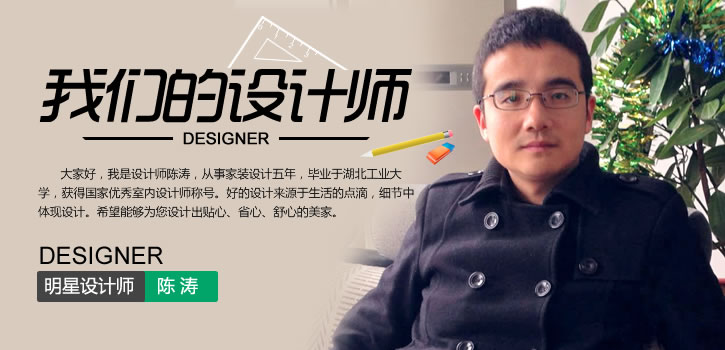 我们的设计师
DESIGNER
大家好，我是设计师陈涛，从事家装设计五年，毕业于湖北工业大
学，获得国家优秀室内设计师称号。好的设计来源于生活的点滴，细节中
体现设计。希望能够为您设计出贴心、省心、舒心的美家。
DESIGNER
明星设计师 陈涛